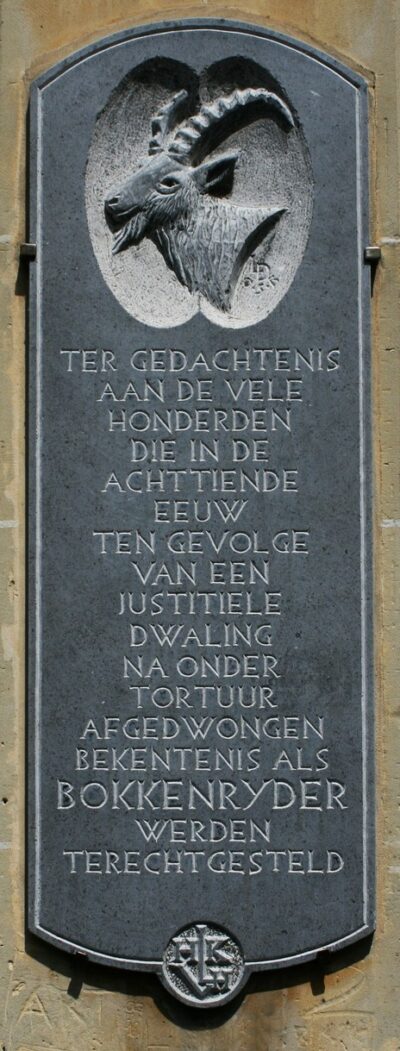 TER GEDACHTENIS
AAN DE VELE
HONDERDEN
DIE IN DE
ACHTTIENDE
EEUW
TEN GEVOLGE
VAN EEN
JUSTITIELE
DWALING
NA ONDER
TORTUUR
AFGEDWONGEN
BEKENTENIS ALS
BOKKENRYDER
WERDEN
TERECHTGESTELD